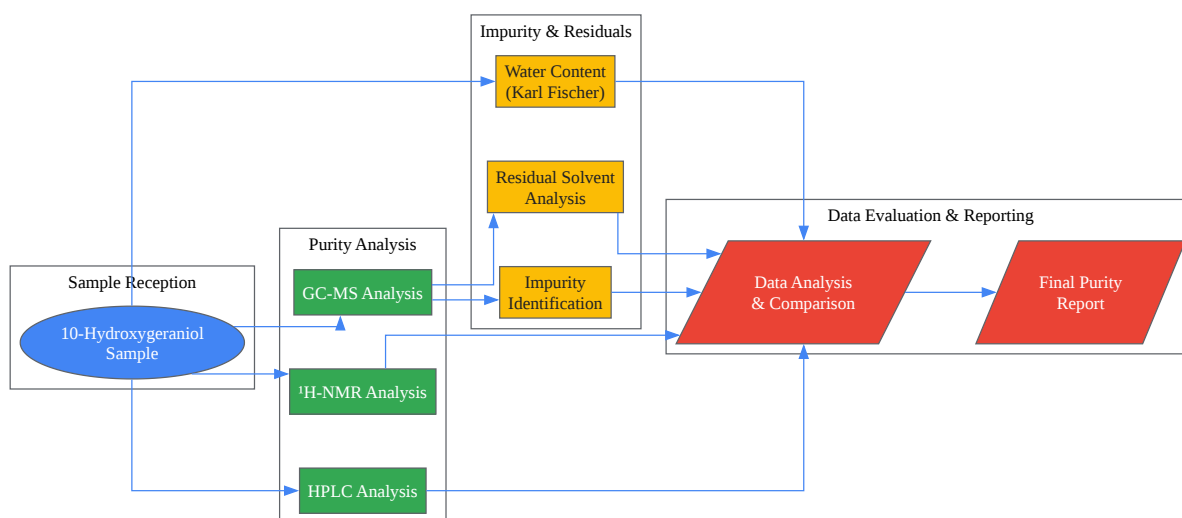 Impurity & Residuals
Water Content
(Karl Fischer)
Residual Solvent
Analysis
Impurity
Identification
Purity Analysis
GC-MS Analysis
¹H-NMR Analysis
HPLC Analysis
Sample Reception
10-Hydroxygeraniol
Sample
Data Evaluation & Reporting
Data Analysis
& Comparison
Final Purity
Report